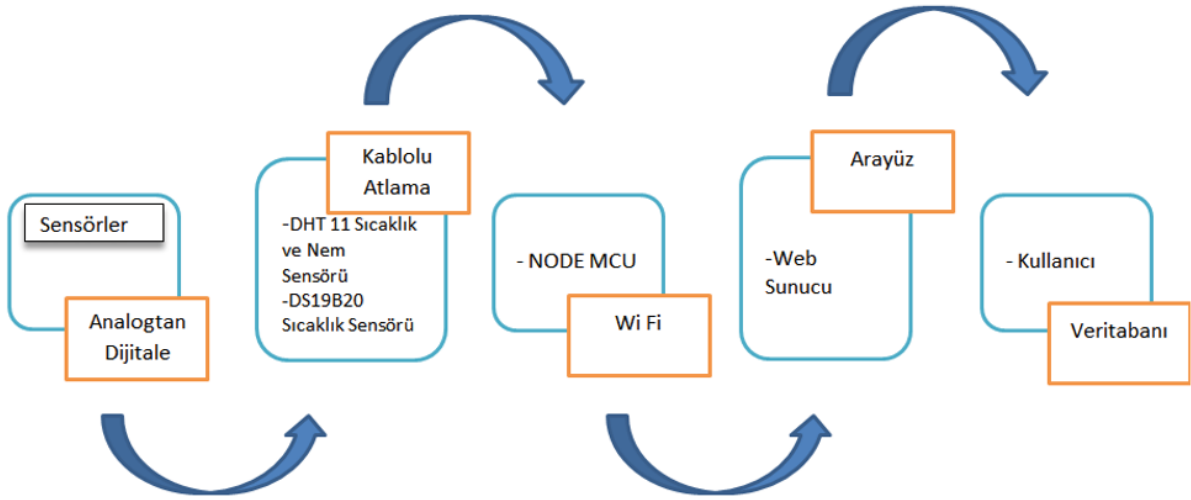 Sensörler
Analogtan
Dijitale
Kablolu
Atlama
-DHT 11 Sıcaklık
ve Nem
Sensörü
-DS19B20
Sıcaklık Sensörü
- NODE MCU
Wi Fi
Arayüz
-Web
Sunucu
- Kullanıcı
Veritabanı